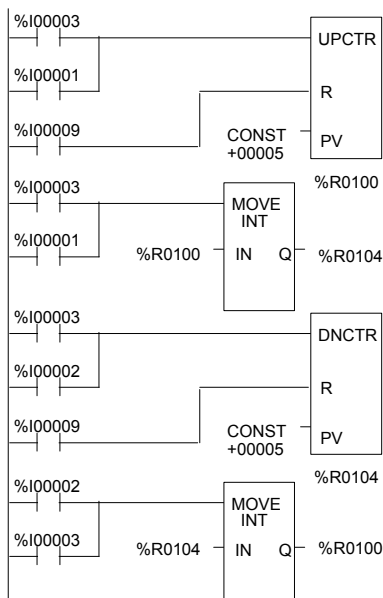 %I00003
UPCTR
%I00001
R
%I00009
CONST
+00005
PV
%R0100
%I00003
MOVE
INT
%I00001
%R0100
IN
Q
%R0104
%I00003
DNCTR
%I00002
R
%I00009
CONST
+00005
PV
%R0104
%I00002
MOVE
INT
%I00003
%R0104
IN
Q
%R0100